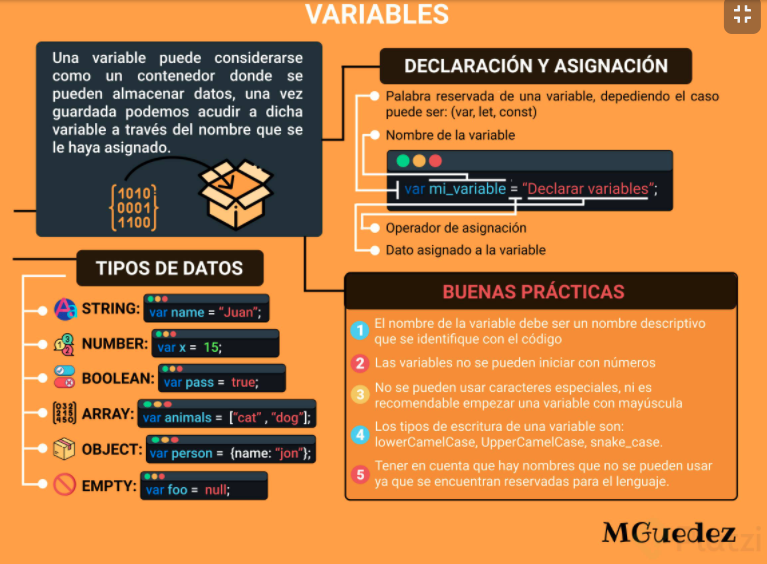 VARIABLES
Una variable puede considerarse
como un contenedor donde se
pueden almacenar datos, una vez
guardada podemos acudir a dicha
variable a través del nombre que se
le haya asignado.
1010
0001
1100
DECLARACIÓN Y ASIGNACIÓN
Palabra reservada de una variable, depediendo el caso
puede ser: (var, let, const)
Nombre de la variable
var mi_variable = “Declarar variables”;
Operador de asignación
Dato asignado a la variable
TIPOS DE DATOS
STRING: var name = “Juan”;
NUMBER: var x = 15;
BOOLEAN: var pass = true;
ARRAY: var animals = [“cat” , “dog”];
OBJECT: var person = {name: “jon”};
EMPTY: var foo = null;
BUENAS PRÁCTICAS
1 El nombre de la variable debe ser un nombre descriptivo
que se identifique con el código
2 Las variables no se pueden iniciar con números
3 No se pueden usar caracteres especiales, ni es
recomendable empezar una variable con mayúscula
4 Los tipos de escritura de una variable son:
lowerCamelCase, UpperCamelCase, snake_case.
5 Tener en cuenta que hay nombres que no se pueden usar
ya que se encuentran reservadas para el lenguaje.
MGuedez